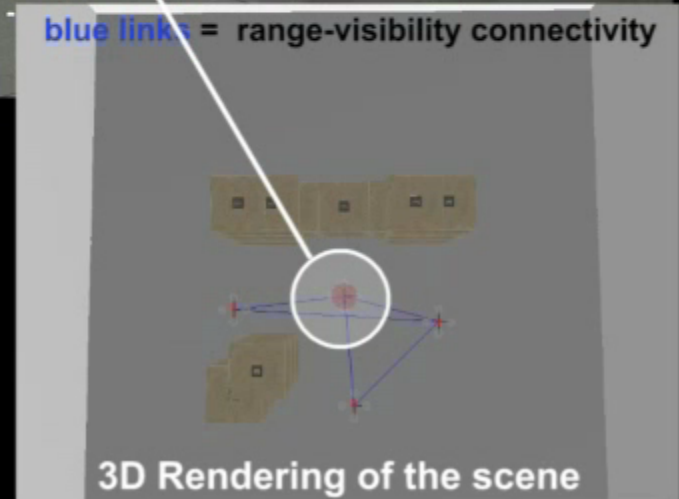 blue links = range-visibility connectivity
3D Rendering of the scene